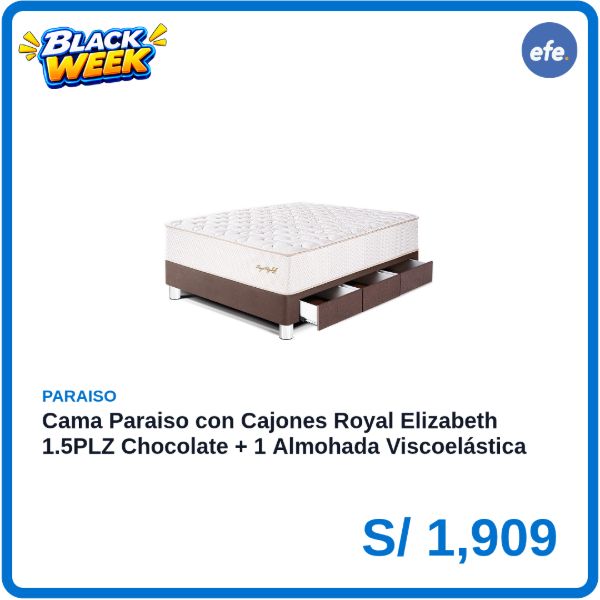 BLACK
WEEK
efe.
PARAISO
Cama Paraiso con Cajones Royal Elizabeth
1.5PLZ Chocolate + 1 Almohada Viscoelástica
S/ 1,909